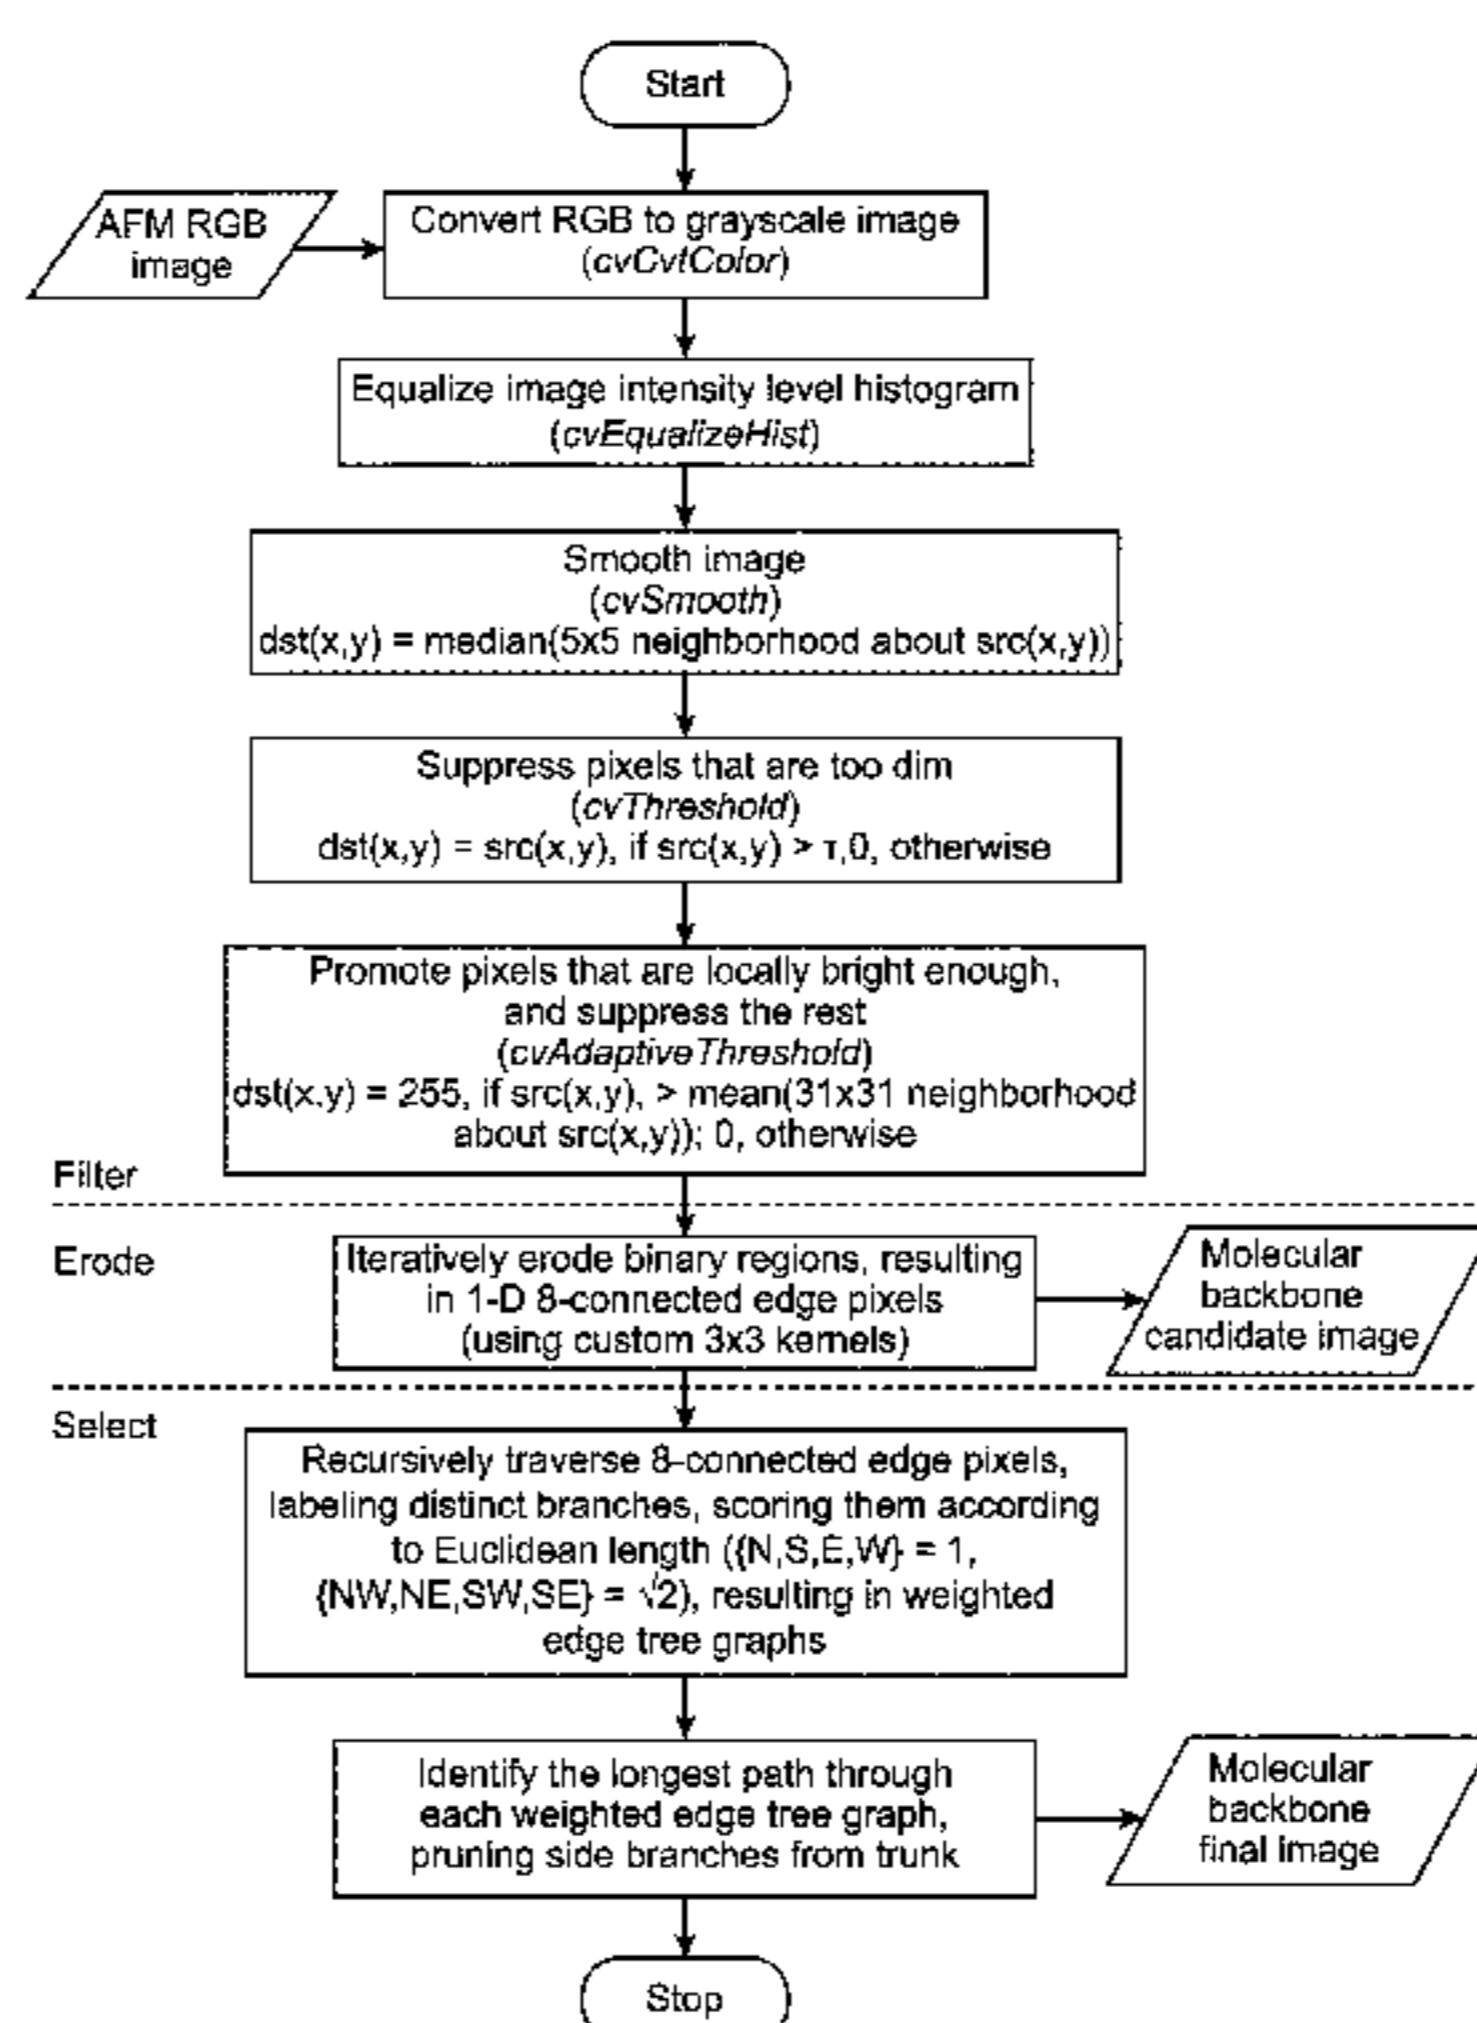 Start
AFM RGB
image
Convert RGB to grayscale image
(cvCvtColor)
Equalize image intensity level histogram
(cvEqualizeHist)
Smooth image
(cvSmooth)
dst(x,y) = median(5x5 neighborhood about src(x,y))
Suppress pixels that are too dim
(cvThreshold)
dst(x,y) = src(x,y), if src(x,y) > τ,0, otherwise
Promote pixels that are locally bright enough,
and suppress the rest
(cvAdaptiveThreshold)
dst(x,y) = 255, if src(x,y), > mean(31x31 neighborhood
about src(x,y)); 0, otherwise
Filter
Erode
Iteratively erode binary regions, resulting
in 1-D 8-connected edge pixels
(using custom 3x3 kernels)
Molecular
backbone
candidate image
Select
Recursively traverse 8-connected edge pixels,
labeling distinct branches, scoring them according
to Euclidean length ({N,S,E,W} = 1,
{NW,NE,SW,SE} = √2), resulting in weighted
edge tree graphs
Identify the longest path through
each weighted edge tree graph,
pruning side branches from trunk
Molecular
backbone
final image
Stop